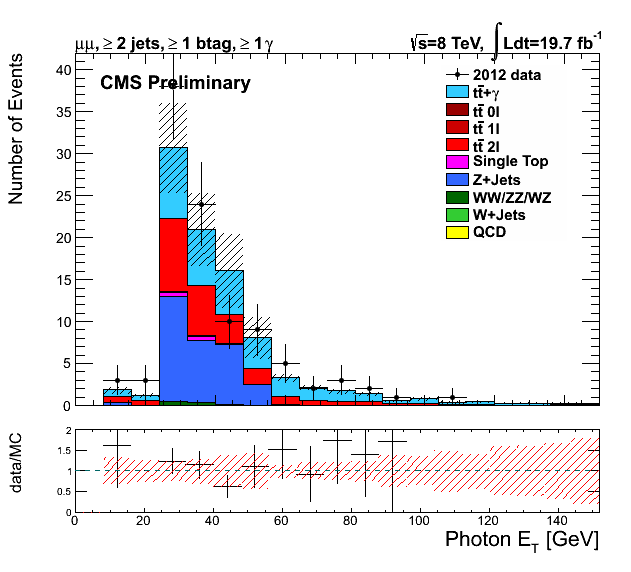 μμ, ≥ 2 jets, ≥ 1 btag, ≥ 1 γ
√s=8 TeV, ∫ Ldt=19.7 fb⁻¹
CMS Preliminary
Number of Events
40
35
30
25
20
15
10
5
0
2012 data
tt̄+γ
tt̄ 0l
tt̄ 1l
tt̄ 2l
Single Top
Z+Jets
WW/ZZ/WZ
W+Jets
QCD
data/MC
2
1.5
1
0.5
0
0 20 40 60 80 100 120 140
Photon E_T [GeV]